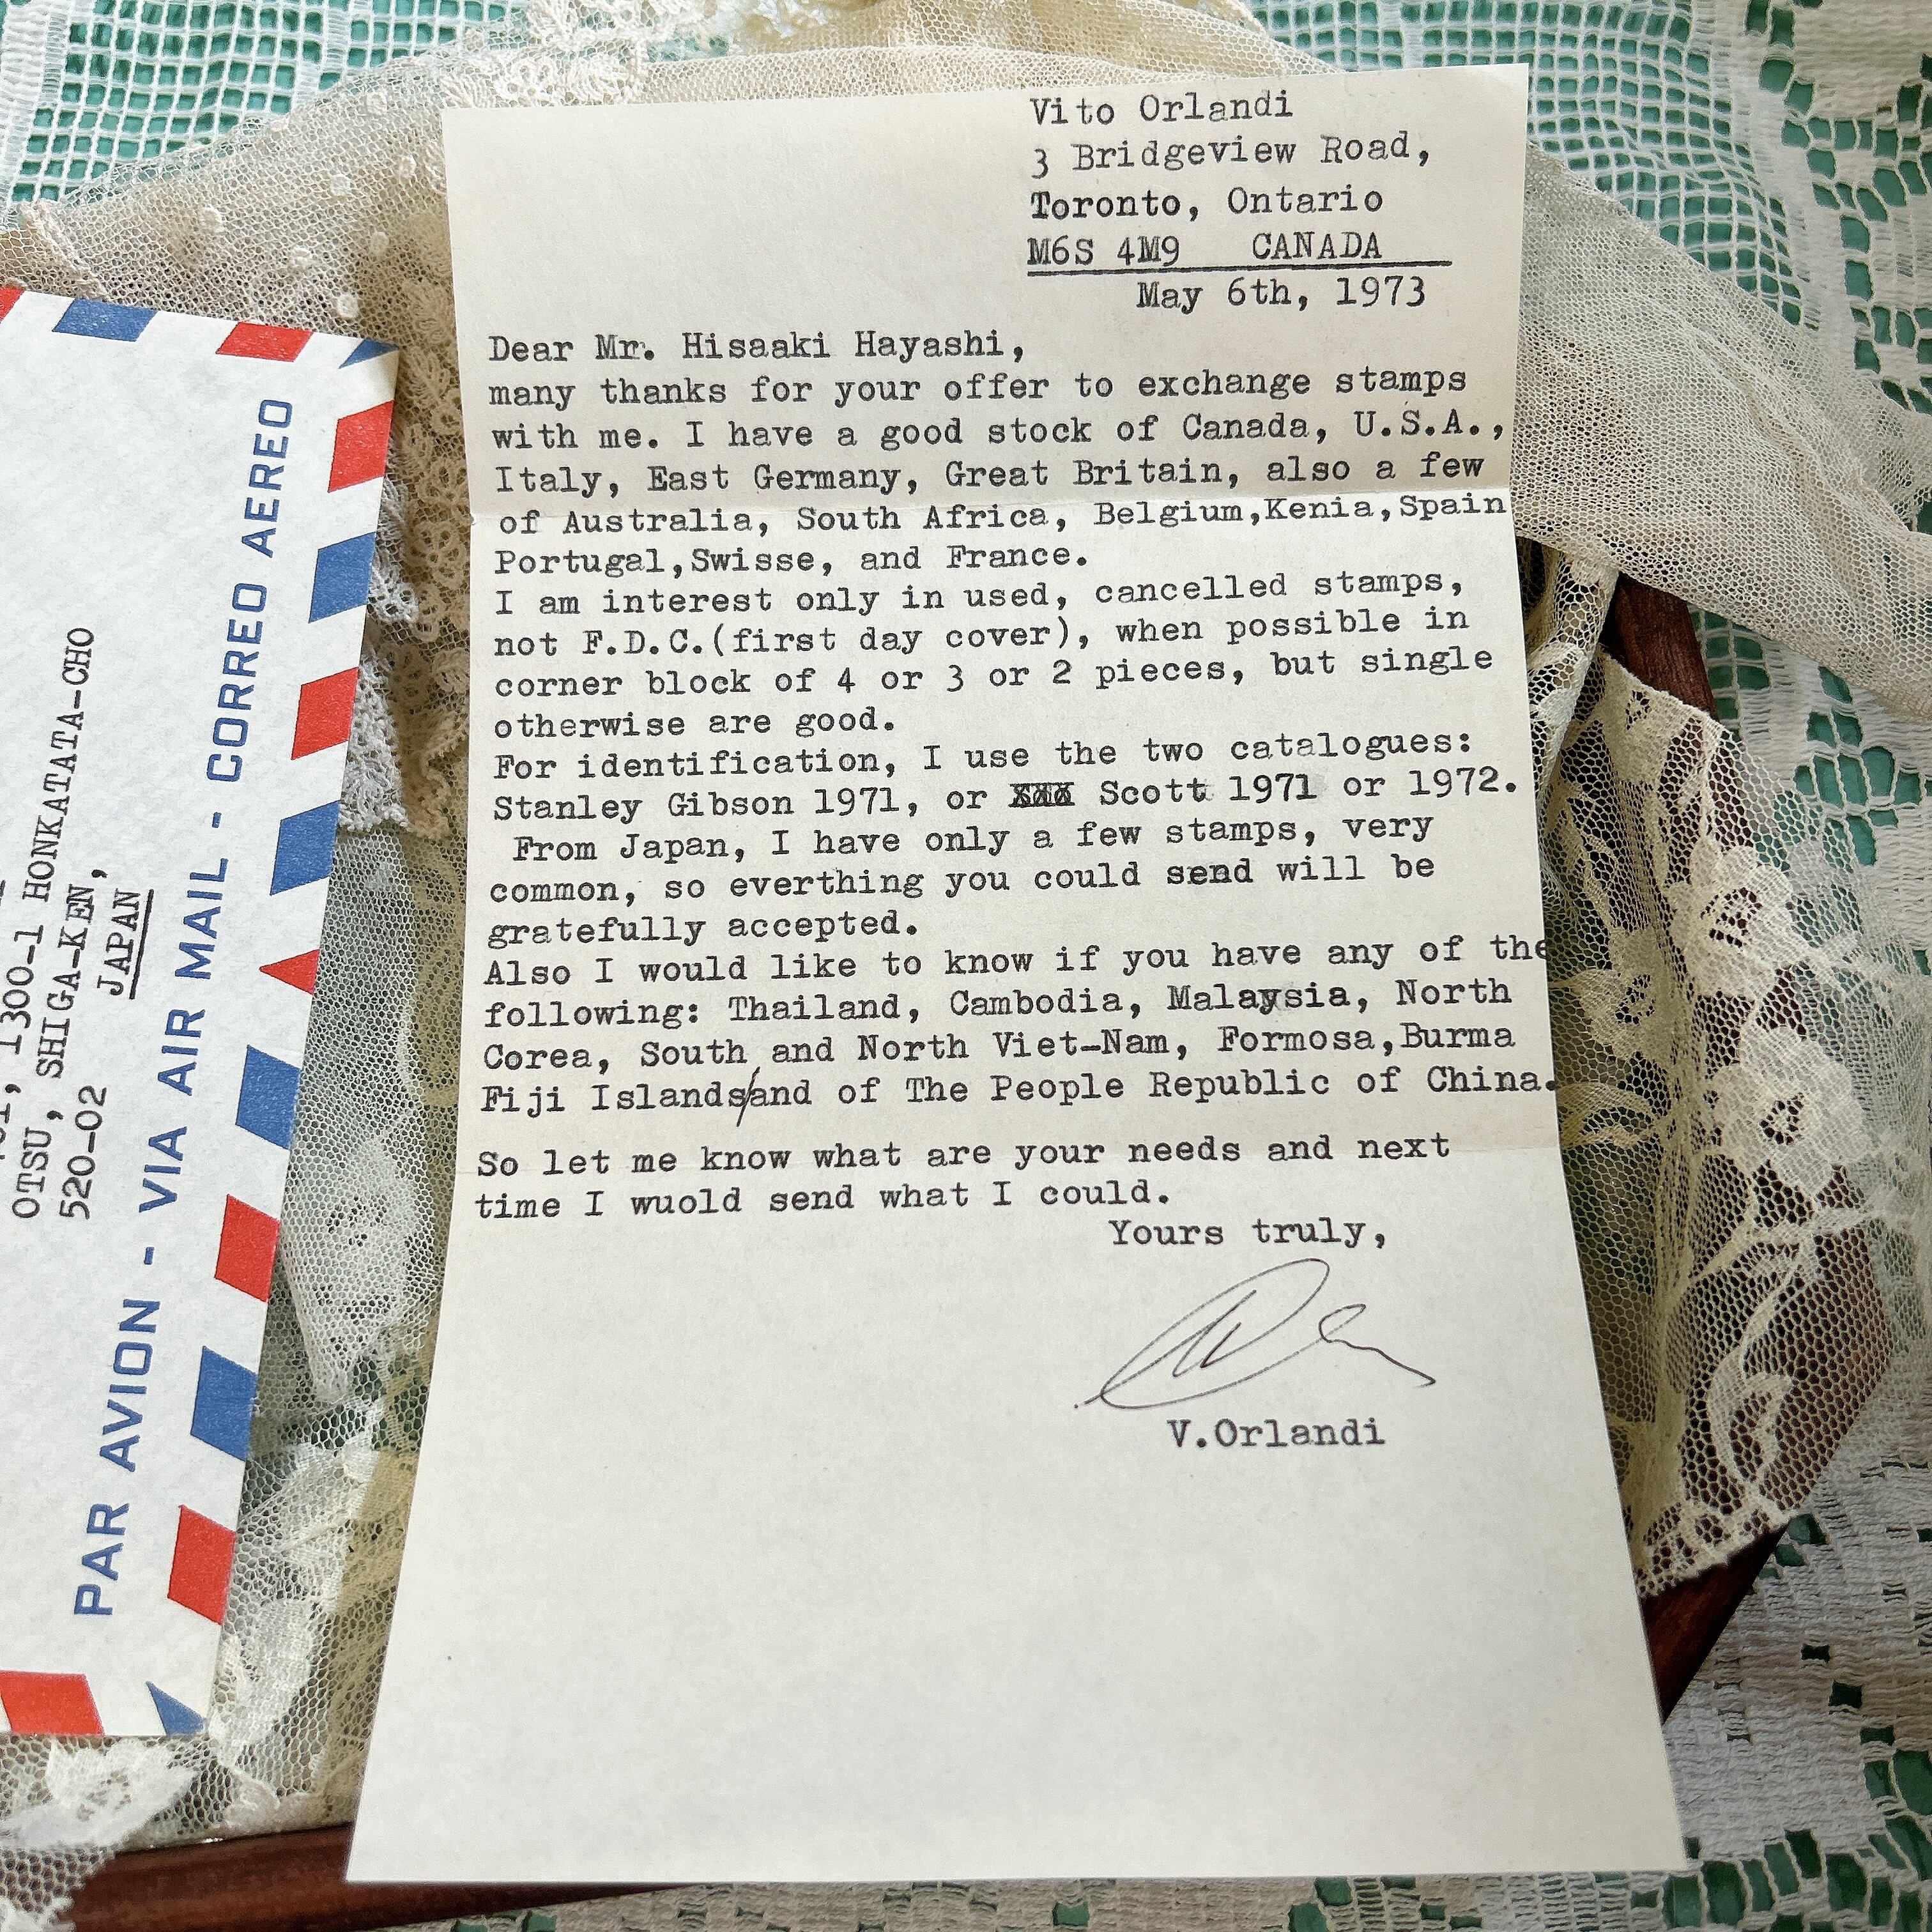 Vito Orlandi
3 Bridgeview Road,
Toronto, Ontario
M6S 4M9 CANADA
May 6th, 1973
Dear Mr. Hisaaki Hayashi,
many thanks for your offer to exchange stamps
with me. I have a good stock of Canada, U.S.A.,
Italy, East Germany, Great Britain, also a few
of Australia, South Africa, Belgium,Kenia,Spain
Portugal,Swisse, and France.
I am interest only in used, cancelled stamps,
not F.D.C.(first day cover), when possible in
corner block of 4 or 3 or 2 pieces, but single
otherwise are good.
For identification, I use the two catalogues:
Stanley Gibson 1971, or Scott 1971 or 1972.
From Japan, I have only a few stamps, very
common, so everthing you could send will be
gratefully accepted.
Also I would like to know if you have any of the
following: Thailand, Cambodia, Malaysia, North
Corea, South and North Viet-Nam, Formosa,Burma
Fiji Islands/and of The People Republic of China.
So let me know what are your needs and next
time I wuold send what I could.
Yours truly,
V.Orlandi
1300-1 HONKATATA-CHO
OTSU, SHIGA-KEN,
520-02 JAPAN
PAR AVION - VIA AIR MAIL - CORREO AEREO